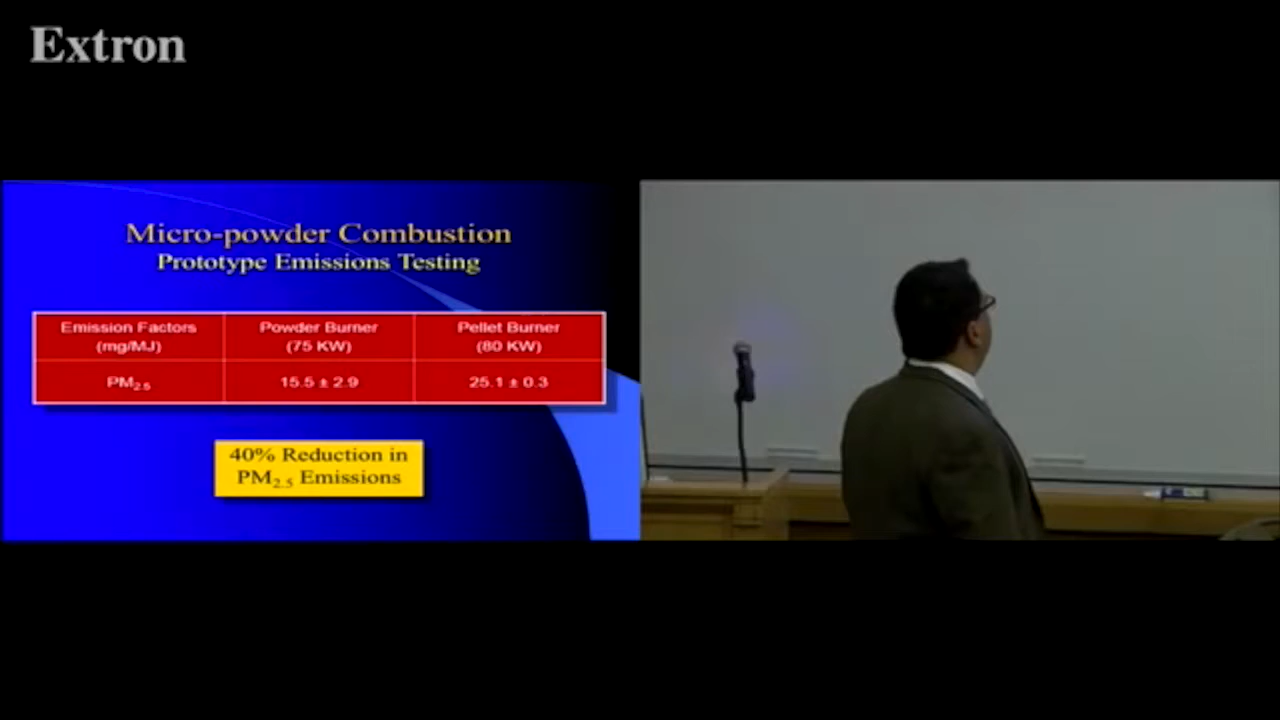 Extron
Micro-powder Combustion
Prototype Emissions Testing
Emission Factors
(mg/MJ)
Powder Burner
(75 KW)
Pellet Burner
(80 KW)
PM2.5
15.5 ± 2.9
25.1 ± 0.3
40% Reduction in
PM2.5 Emissions